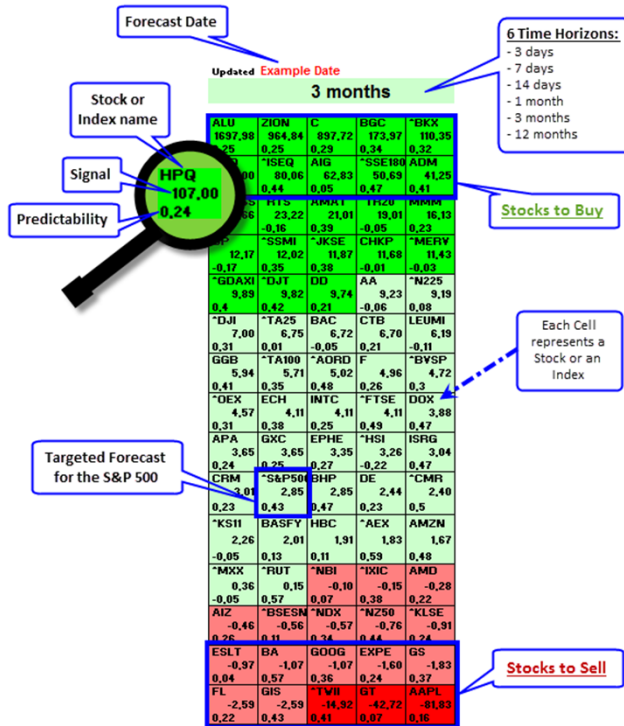 Forecast Date
6 Time Horizons:
- 3 days
- 7 days
- 14 days
- 1 month
- 3 months
- 12 months
Updated Example Date
3 months
Stock or
Index name
Signal
Predictability
HPQ
107,00
0,24
ALU ZION C BGC ^BKX
1697,98 964,84 897,72 173,97 110,35
0,25 0,25 0,29 0,34 0,32
^ISEQ AIG ^SSE180 ADM
80,06 62,83 50,69 41,25
0,44 0,05 0,47 0,41
Stocks to Buy
RTS AMAT TR20 MMM
23,22 21,01 19,01 16,13
-0,16 0,39 -0,05 0,23
^SSMI ^JKSE CHKP ^MERV
12,17 12,02 11,87 11,68 11,43
-0,17 0,35 0,38 -0,01 -0,03
^GDAXI ^DJT DD AA ^N225
9,89 9,82 9,74 9,23 9,19
0,4 0,42 0,21 -0,06 0,08
^DJI ^TA25 BAC CTB LEUMI
7,00 6,75 6,72 6,70 6,19
0,31 0,01 -0,05 0,21 -0,11
Each Cell
represents a
Stock or an
Index
GGB ^TA100 ^AORD F ^BVSP
5,94 5,71 5,02 4,96 4,72
0,41 0,35 0,48 0,26 0,3
^OEX ECH INTC ^FTSE DOX
4,57 4,11 4,11 4,11 3,88
0,31 0,38 0,25 0,49 0,47
APA GXC EPHE ^HSI ISRG
3,65 3,65 3,35 3,26 3,04
0,24 0,25 0,27 -0,22 0,47
Targeted Forecast
for the S&P 500
CRM ^S&P500 BHP DE ^CMR
3,01 2,85 2,85 2,44 2,40
0,23 0,43 0,47 0,23 0,5
^KS11 BASFY HBC ^AEX AMZN
2,26 2,01 1,91 1,83 1,67
-0,05 0,13 0,11 0,59 0,48
^MXX ^RUT ^NBI ^IXIC AMD
0,36 0,15 -0,10 -0,15 -0,28
-0,05 0,57 0,07 0,38 0,22
AIZ ^BSESN ^NDX ^NZ50 ^KLSE
-0,46 -0,56 -0,57 -0,76 -0,91
0,26 0,11 0,34 0,44 0,24
ESLT BA GOOG EXPE GS
-0,97 -1,07 -1,07 -1,60 -1,83
0,04 0,57 0,36 0,24 0,37
Stocks to Sell
FL GIS ^TWII GT AAPL
-2,59 -2,59 -14,92 -42,72 -81,83
0,22 0,43 0,41 0,07 0,16